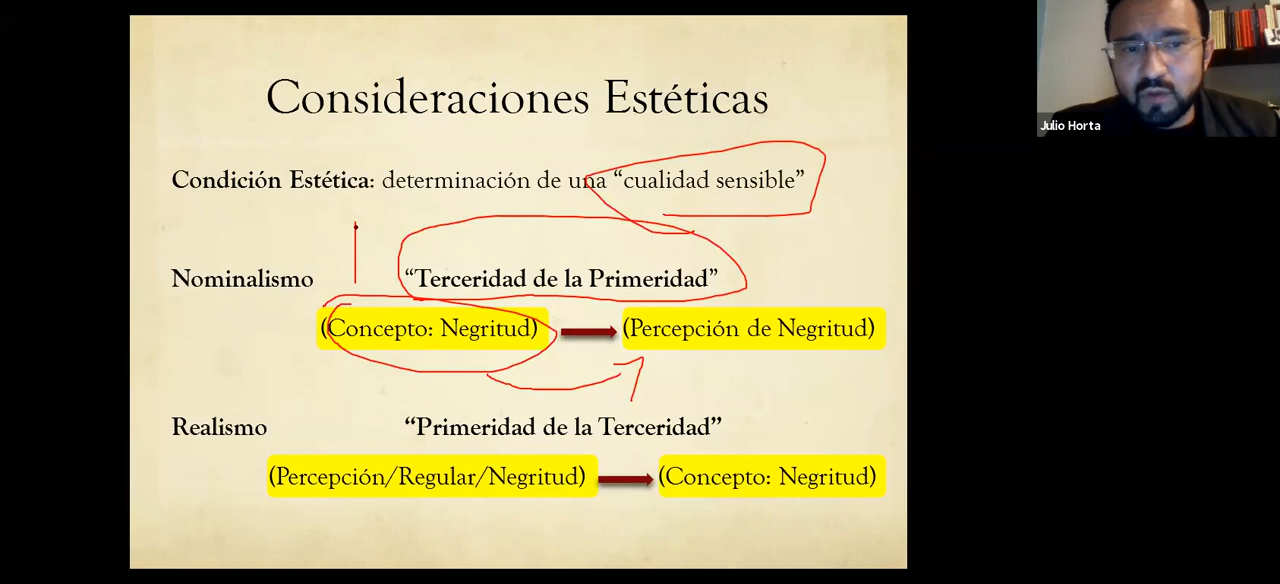 Consideraciones Estéticas
Condición Estética: determinación de una “cualidad sensible”
Nominalismo “Terceridad de la Primeridad”
(Concepto: Negritud) (Percepción de Negritud)
Realismo “Primeridad de la Terceridad”
(Percepción/Regular/Negritud) (Concepto: Negritud)
Julio Horta